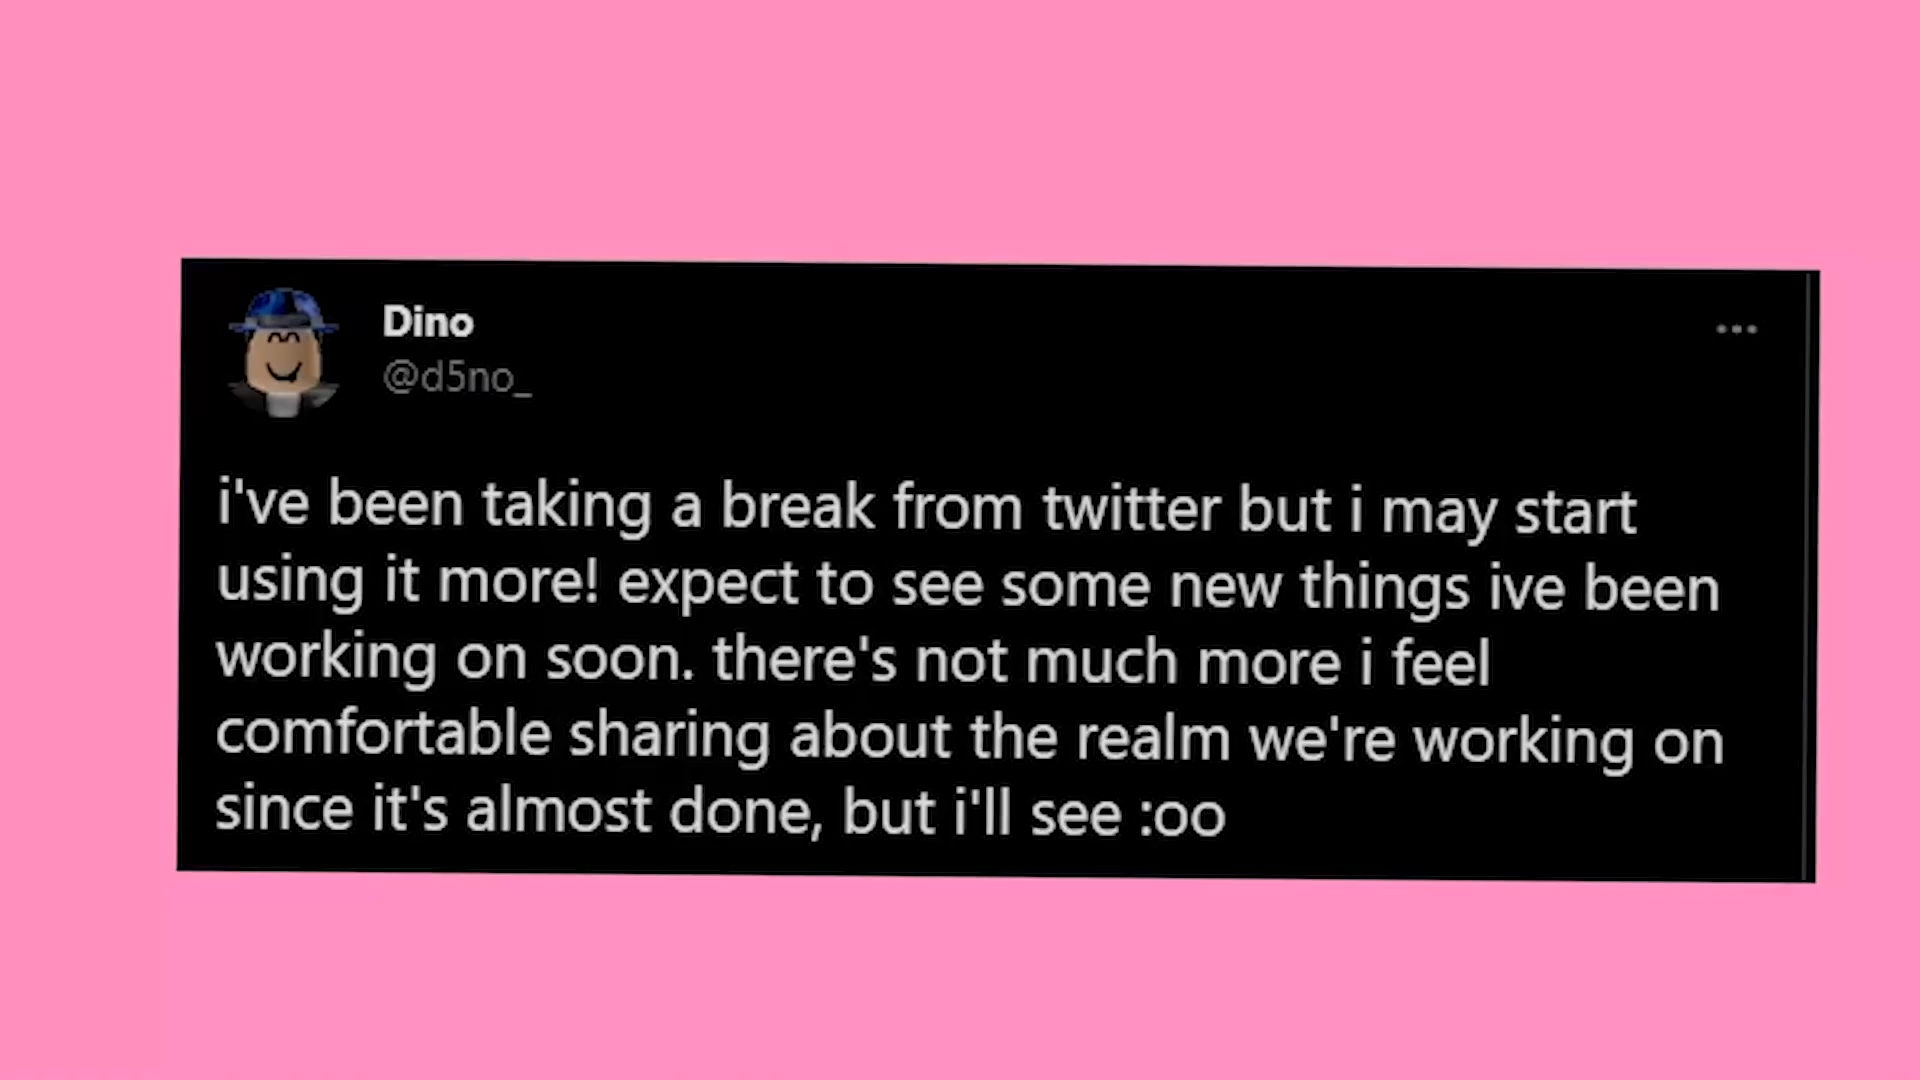 Dino
@d5no_
i've been taking a break from twitter but i may start
using it more! expect to see some new things ive been
working on soon. there's not much more i feel
comfortable sharing about the realm we're working on
since it's almost done, but i'll see :oo